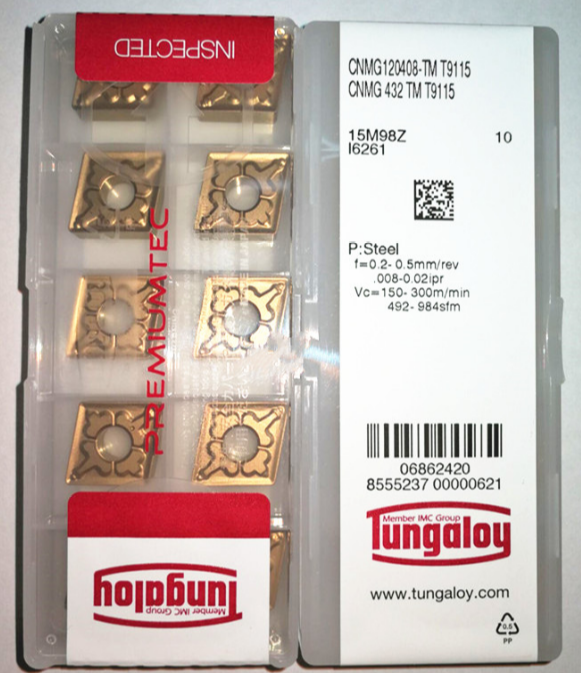 INSPECTED
PREMIUMTEC
Tungaloy
Member IMC Group
CNMG120408-TM T9115
CNMG 432 TM T9115
15M98Z 10
I6261
P:Steel
f=0.2- 0.5mm/rev
.008-0.02ipr
Vc=150- 300m/min
492- 984sfm
06862420
8555237 00000621
Member IMC Group
Tungaloy
www.tungaloy.com
0.5
PP